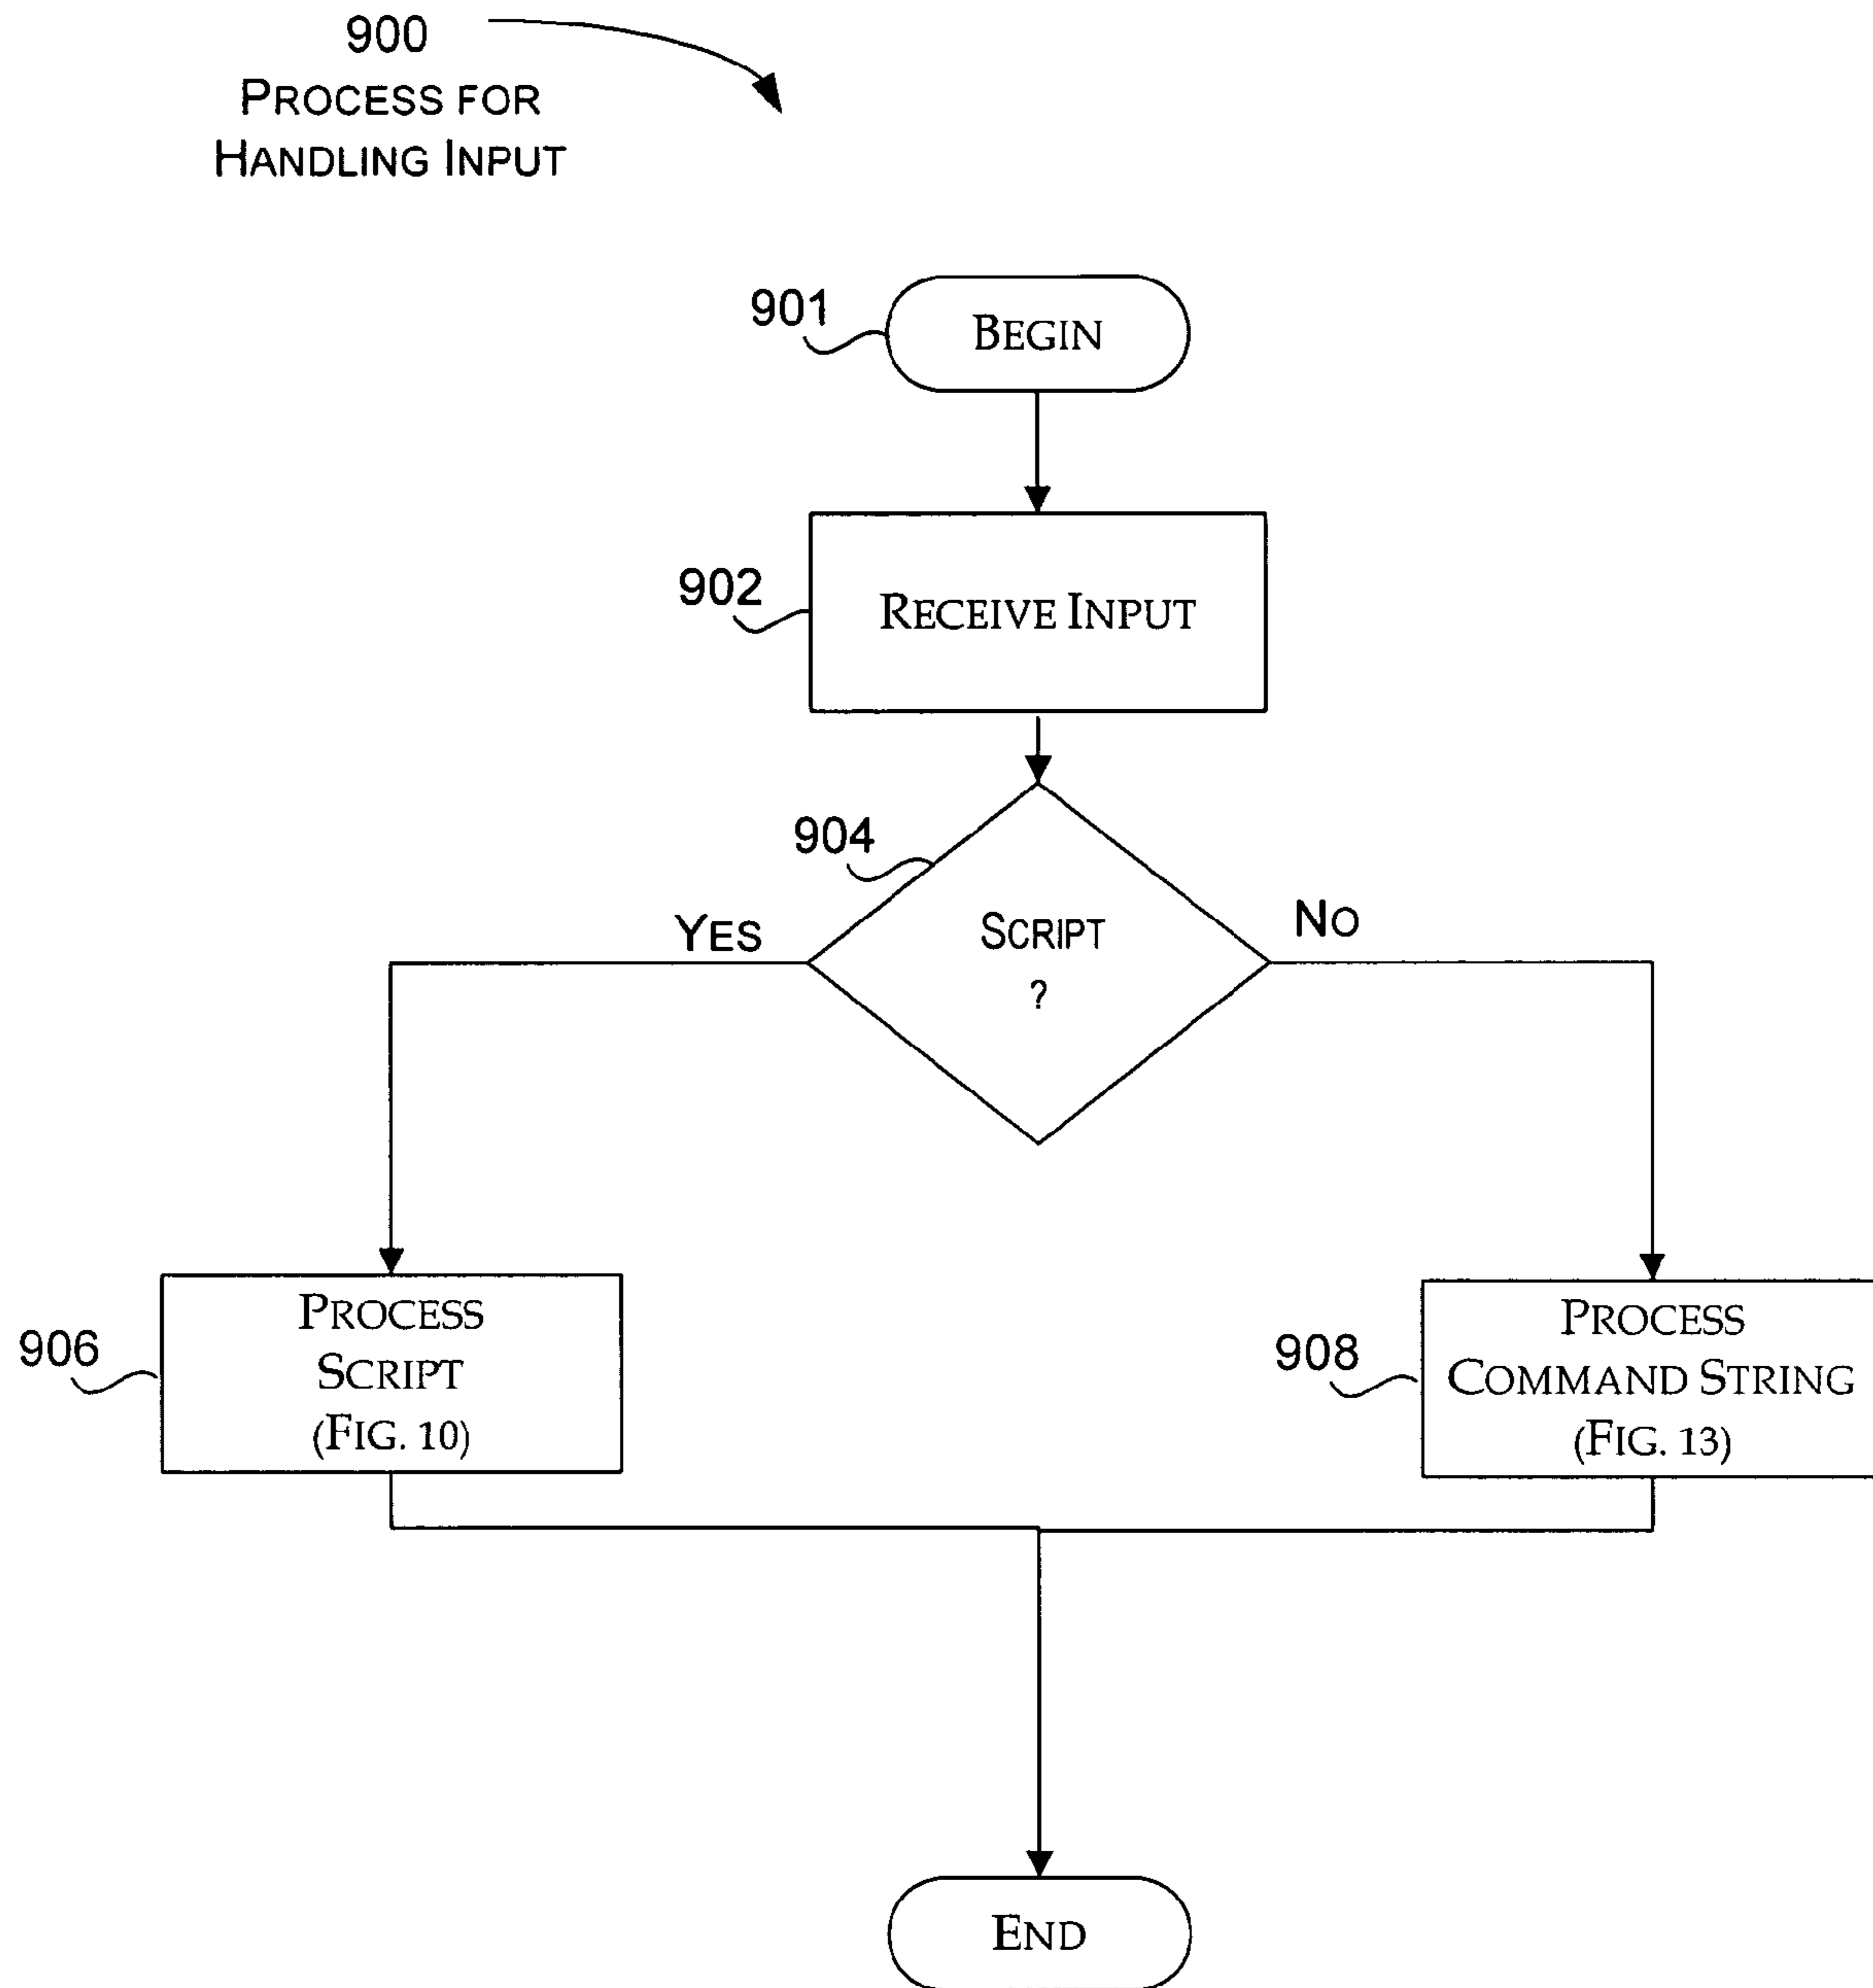 900
PROCESS FOR
HANDLING INPUT
901
BEGIN
902
RECEIVE INPUT
904
SCRIPT
?
YES
NO
906
PROCESS
SCRIPT
(FIG. 10)
908
PROCESS
COMMAND STRING
(FIG. 13)
END